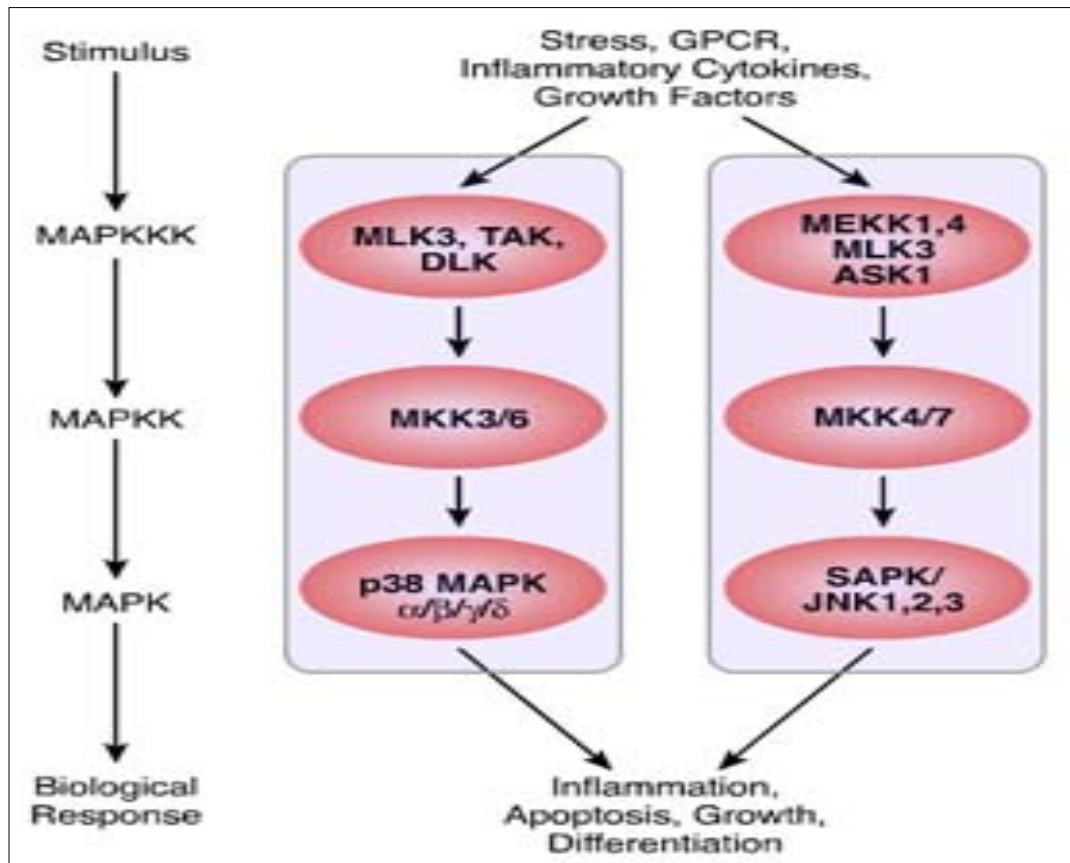 Stimulus
MAPKKK
MAPKK
MAPK
Biological
Response
Stress, GPCR,
Inflammatory Cytokines,
Growth Factors
MLK3, TAK,
DLK
MKK3/6
p38 MAPK
α/β/γ/δ
MEKK1,4
MLK3
ASK1
MKK4/7
SAPK/
JNK1,2,3
Inflammation,
Apoptosis, Growth,
Differentiation